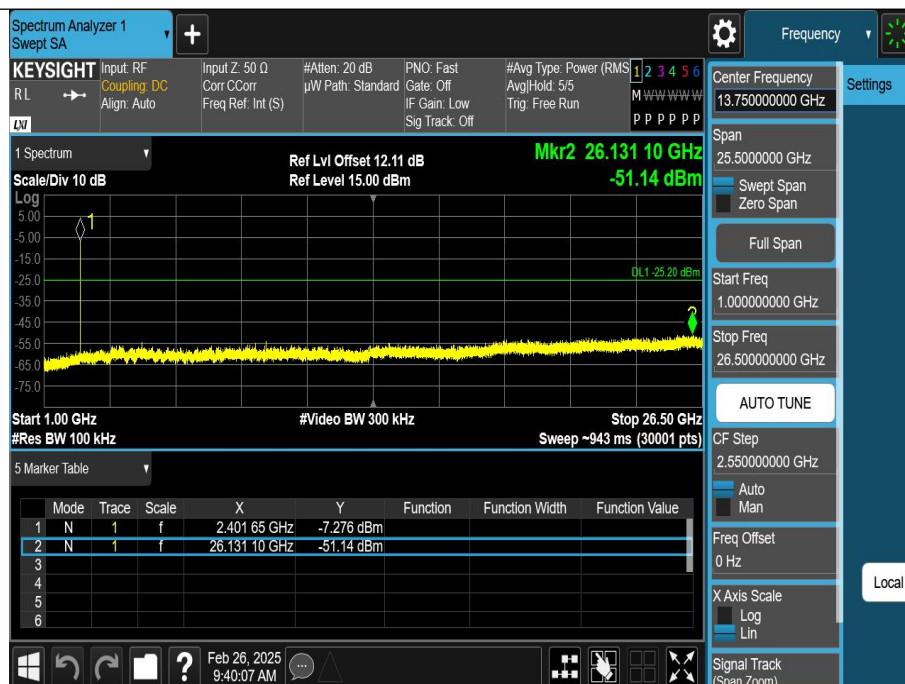 Spectrum Analyzer 1
Swept SA
+
Frequency
KEYSIGHT
RL
LXI
Input: RF
Coupling: DC
Align: Auto
Input Z: 50 Ω
Corr CCorr
Freq Ref: Int (S)
#Atten: 20 dB
µW Path: Standard
PNO: Fast
Gate: Off
IF Gain: Low
Sig Track: Off
#Avg Type: Power (RMS
Avg|Hold: 5/5
Trig: Free Run
1 2 3 4 5 6
M W W W W W
P P P P P P
1 Spectrum
Scale/Div 10 dB
Ref Lvl Offset 12.11 dB
Ref Level 15.00 dBm
Mkr2 26.131 10 GHz
-51.14 dBm
Log
5.00
-5.00
-15.0
-25.0
-35.0
-45.0
-55.0
-65.0
-75.0
1
DL1 -25.20 dBm
2
Start 1.00 GHz
#Video BW 300 kHz
Stop 26.50 GHz
#Res BW 100 kHz
Sweep ~943 ms (30001 pts)
5 Marker Table
Mode Trace Scale X Y Function Function Width Function Value
1 N 1 f 2.401 65 GHz -7.276 dBm
2 N 1 f 26.131 10 GHz -51.14 dBm
3
4
5
6
?
Feb 26, 2025
9:40:07 AM
Center Frequency
13.750000000 GHz
Settings
Span
25.5000000 GHz
Swept Span
Zero Span
Full Span
Start Freq
1.000000000 GHz
Stop Freq
26.500000000 GHz
AUTO TUNE
CF Step
2.550000000 GHz
Auto
Man
Freq Offset
0 Hz
Local
X Axis Scale
Log
Lin
Signal Track
(Span Zoom)